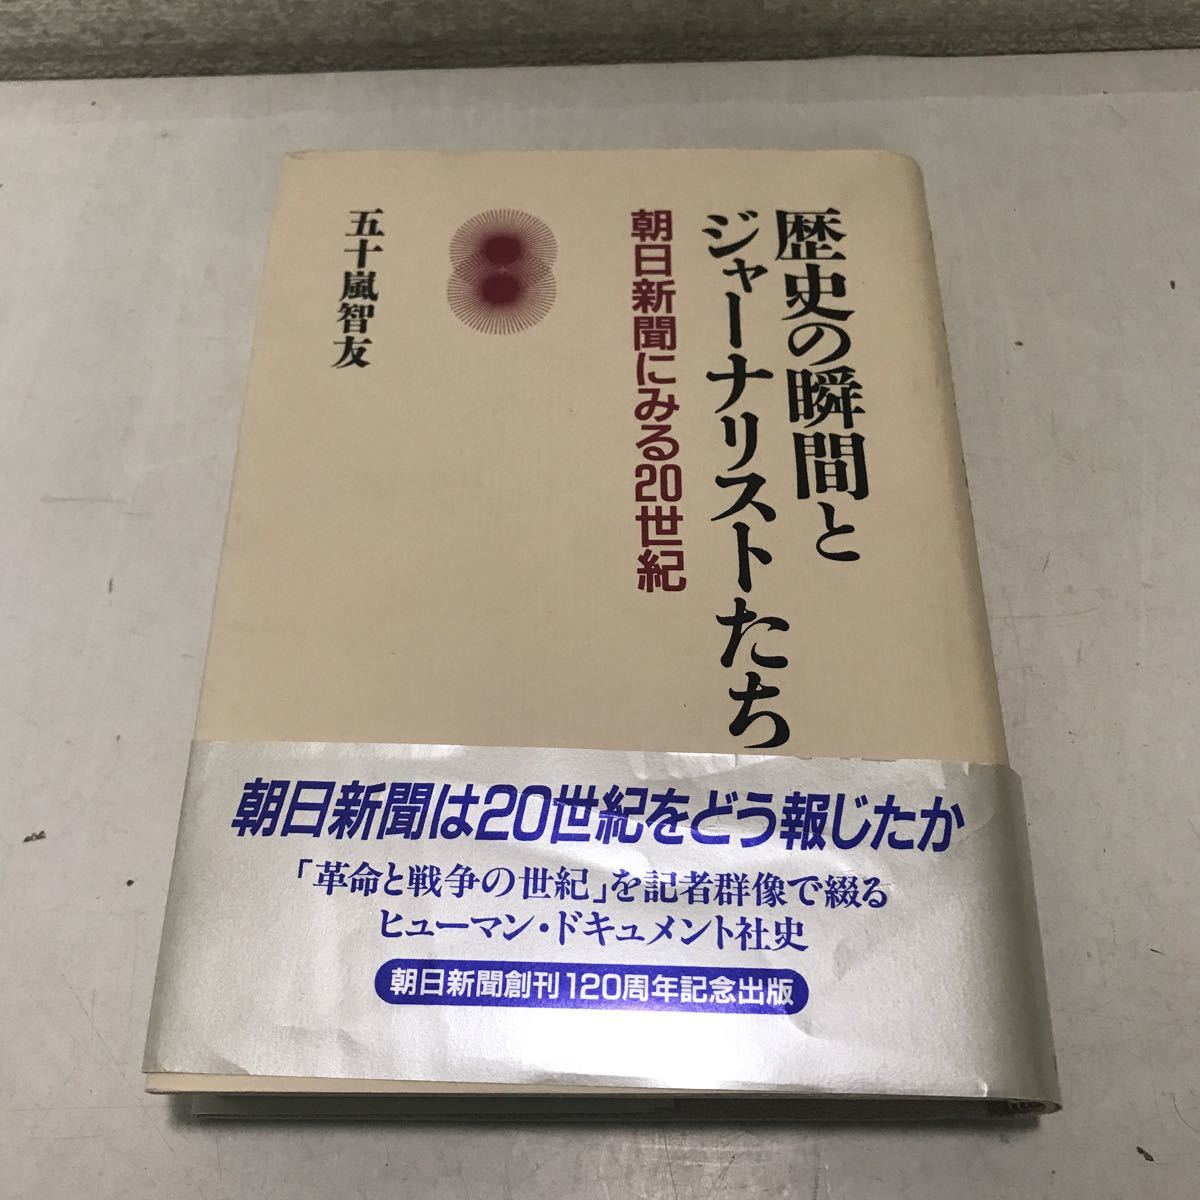 歴史の瞬間と
ジャーナリストたち
朝日新聞にみる20世紀
五十嵐智友
朝日新聞は20世紀をどう報じたか
「革命と戦争の世紀」を記者群像で綴る
ヒューマン・ドキュメント社史
朝日新聞創刊120周年記念出版